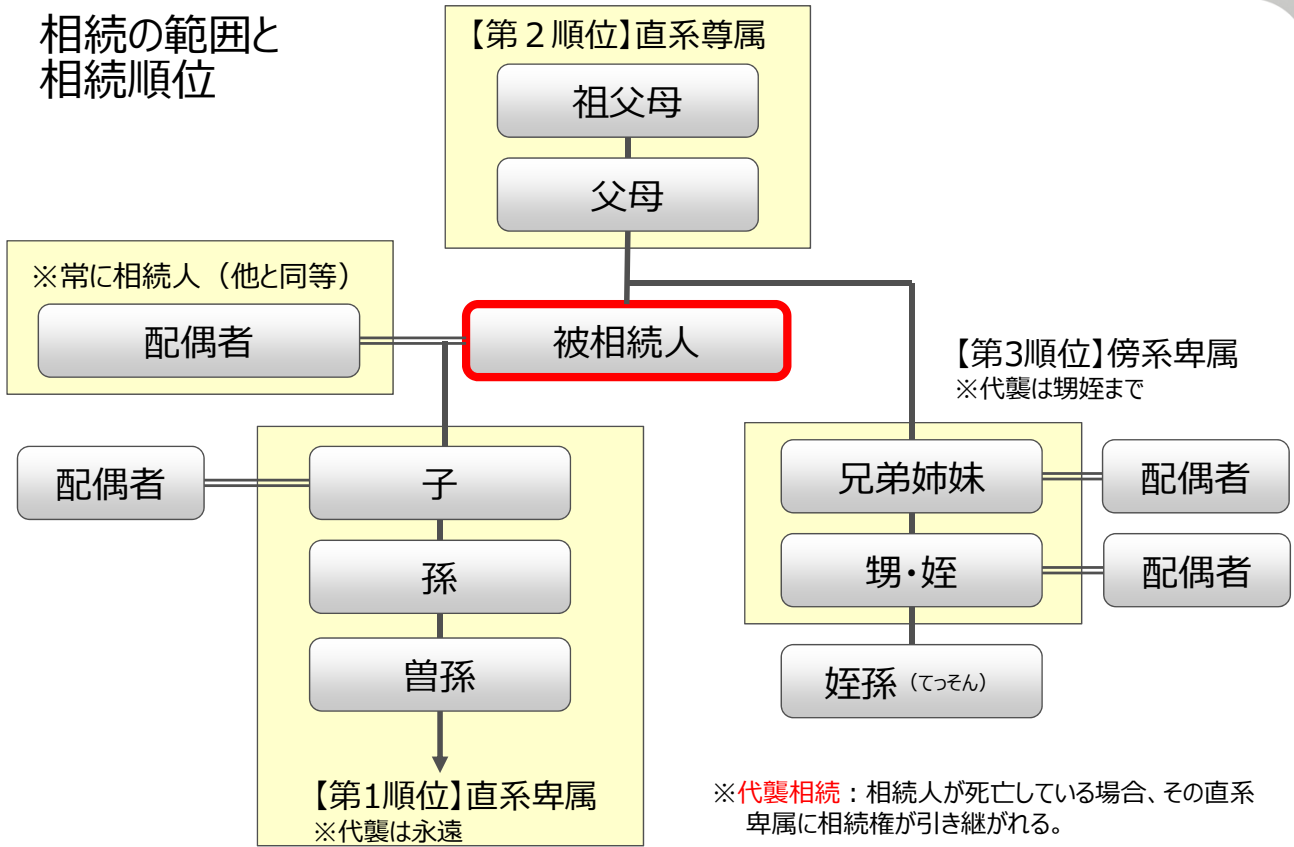 相続の範囲と
相続順位
【第２順位】直系尊属
祖父母
父母
※常に相続人（他と同等）
配偶者
被相続人
【第3順位】傍系卑属
※代襲は甥姪まで
配偶者
子
兄弟姉妹
配偶者
孫
甥・姪
配偶者
曽孫
姪孫（てっそん）
【第1順位】直系卑属
※代襲は永遠
※代襲相続：相続人が死亡している場合、その直系
卑属に相続権が引き継がれる。